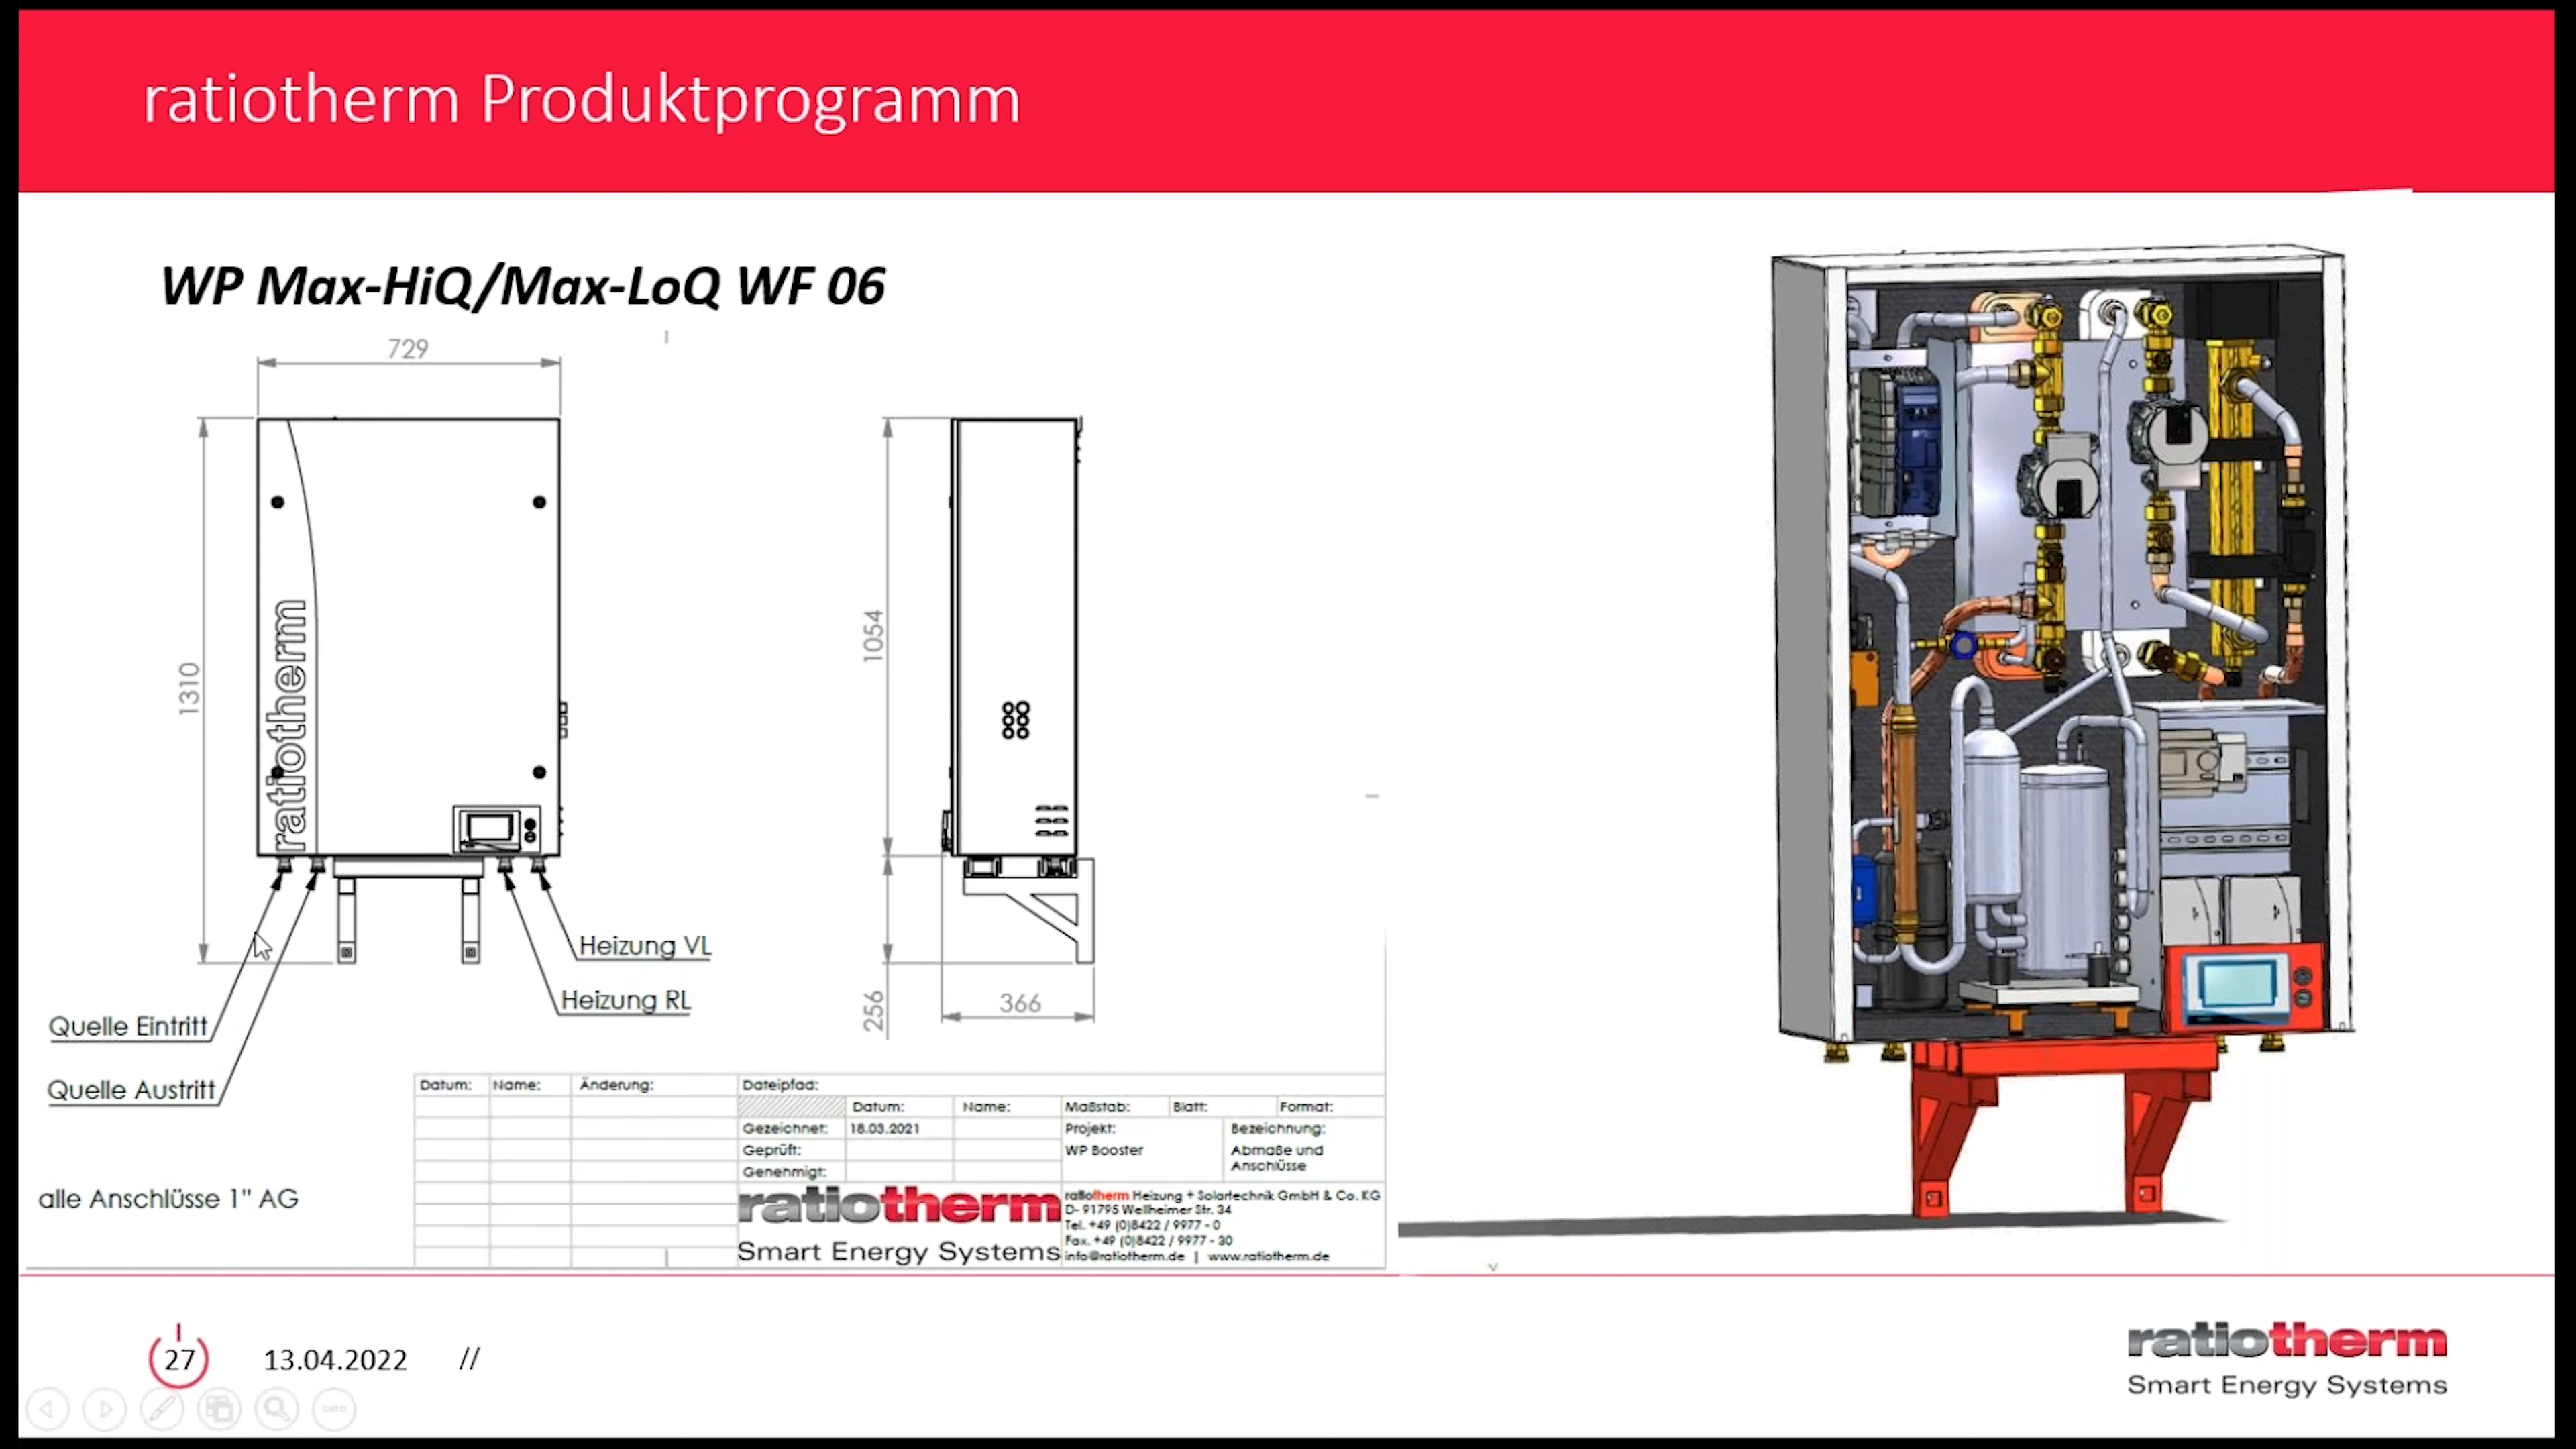 ratiotherm Produktprogramm
WP Max-HiQ/Max-LoQ WF 06
729
1310
1054
ratiotherm
Heizung VL
Heizung RL
256
366
Quelle Eintritt
Quelle Austritt
alle Anschlüsse 1" AG
Datum: Name: Änderung: Dateipfad:
Datum: Name: Maßstab: Blatt: Format:
Gezeichnet: 18.03.2021 Projekt: Bezeichnung:
Geprüft: WP Booster Abmaße und
Anschlüsse
Genehmigt:
ratiotherm
Smart Energy Systems
ratiotherm Heizung + Solartechnik GmbH & Co. KG
D- 91795 Wellheimer Str. 34
Tel. +49 (0)8422 / 9977 - 0
Fax. +49 (0)8422 / 9977 - 30
info@ratiotherm.de | www.ratiotherm.de
27 13.04.2022 //
ratiotherm
Smart Energy Systems